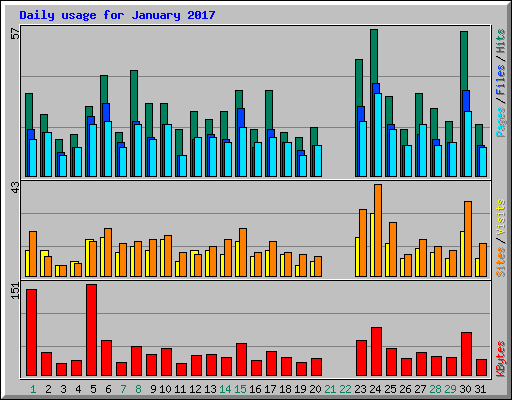 Daily usage for January 2017
57
Pages / Files / Hits
43
Sites / Visits
151
KBytes
1 2 3 4 5 6 7 8 9 10 11 12 13 14 15 16 17 18 19 20 21 22 23 24 25 26 27 28 29 30 31